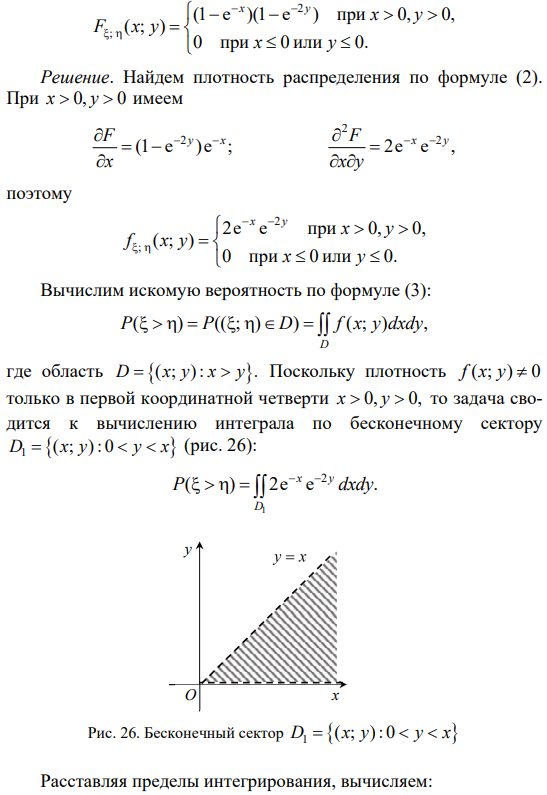 F_{ξ; η}(x; y) = { (1 − e^{−x})(1 − e^{−2y}) при x > 0, y > 0,
0 при x ≤ 0 или y ≤ 0.
Решение. Найдем плотность распределения по формуле (2).
При x > 0, y > 0 имеем
∂F/∂x = (1 − e^{−2y})e^{−x}; ∂²F/∂x∂y = 2e^{−x} e^{−2y},
поэтому
f_{ξ; η}(x; y) = { 2e^{−x} e^{−2y} при x > 0, y > 0,
0 при x ≤ 0 или y ≤ 0.
Вычислим искомую вероятность по формуле (3):
P(ξ > η) = P((ξ; η) ∈ D) = ∬_D f(x; y)dxdy,
где область D = {(x; y): x > y}. Поскольку плотность f(x; y) ≠ 0
только в первой координатной четверти x > 0, y > 0, то задача сво-
дится к вычислению интеграла по бесконечному сектору
D₁ = {(x; y): 0 < y < x} (рис. 26):
P(ξ > η) = ∬_{D₁} 2e^{−x} e^{−2y} dxdy.
y
y = x
O
x
Рис. 26. Бесконечный сектор D₁ = {(x; y): 0 < y < x}
Расставляя пределы интегрирования, вычисляем: